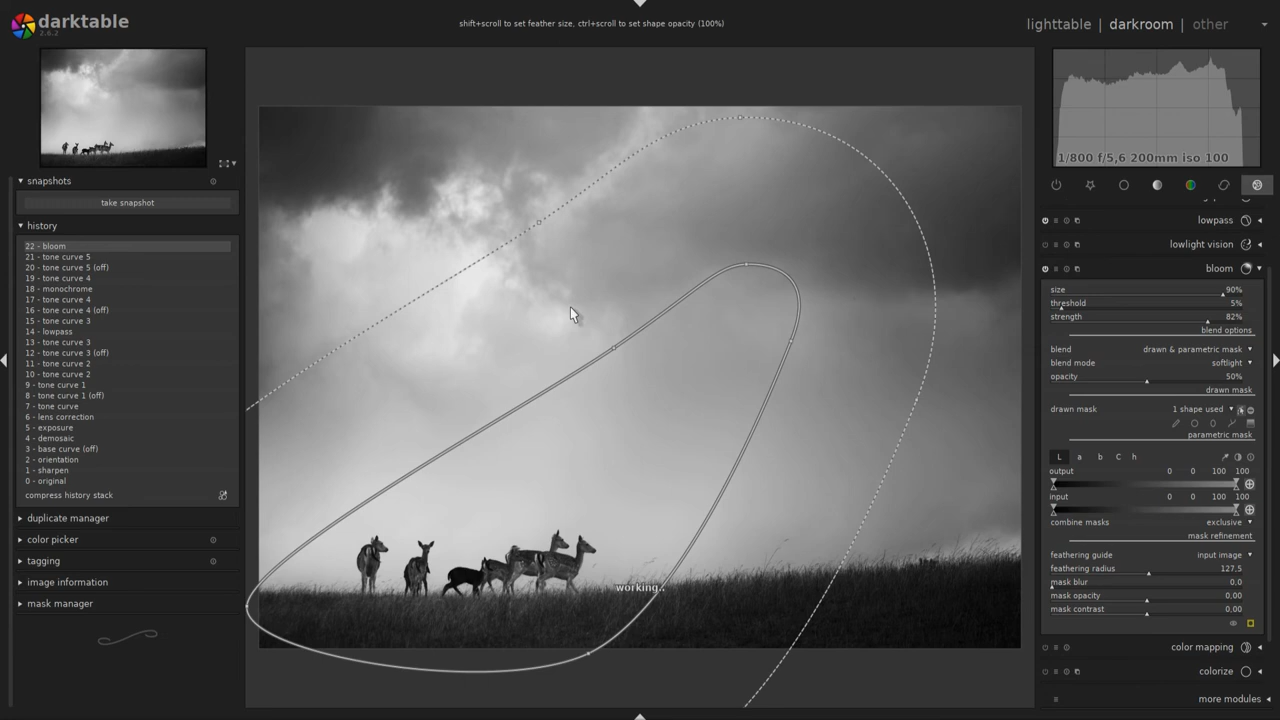 darktable
2.6.2
shift+scroll to set feather size, ctrl+scroll to set shape opacity (100%)
lighttable | darkroom | other
snapshots
take snapshot
history
22 - bloom
21 - tone curve 5
20 - tone curve 5 (off)
19 - tone curve 4
18 - monochrome
17 - tone curve 4
16 - tone curve 4 (off)
15 - tone curve 3
14 - lowpass
13 - tone curve 3
12 - tone curve 3 (off)
11 - tone curve 2
10 - tone curve 2
9 - tone curve 1
8 - tone curve 1 (off)
7 - tone curve
6 - lens correction
5 - exposure
4 - demosaic
3 - base curve (off)
2 - orientation
1 - sharpen
0 - original
compress history stack
duplicate manager
color picker
tagging
image information
mask manager
working..
1/800 f/5,6 200mm iso 100
lowpass
lowlight vision
bloom
size 90%
threshold 5%
strength 82%
blend options
blend drawn & parametric mask
blend mode softlight
opacity 50%
drawn mask
drawn mask 1 shape used
parametric mask
L a b C h
output 0 0 100 100
input 0 0 100 100
combine masks exclusive
mask refinement
feathering guide input image
feathering radius 127.5
mask blur 0.0
mask opacity 0.00
mask contrast 0.00
color mapping
colorize
more modules